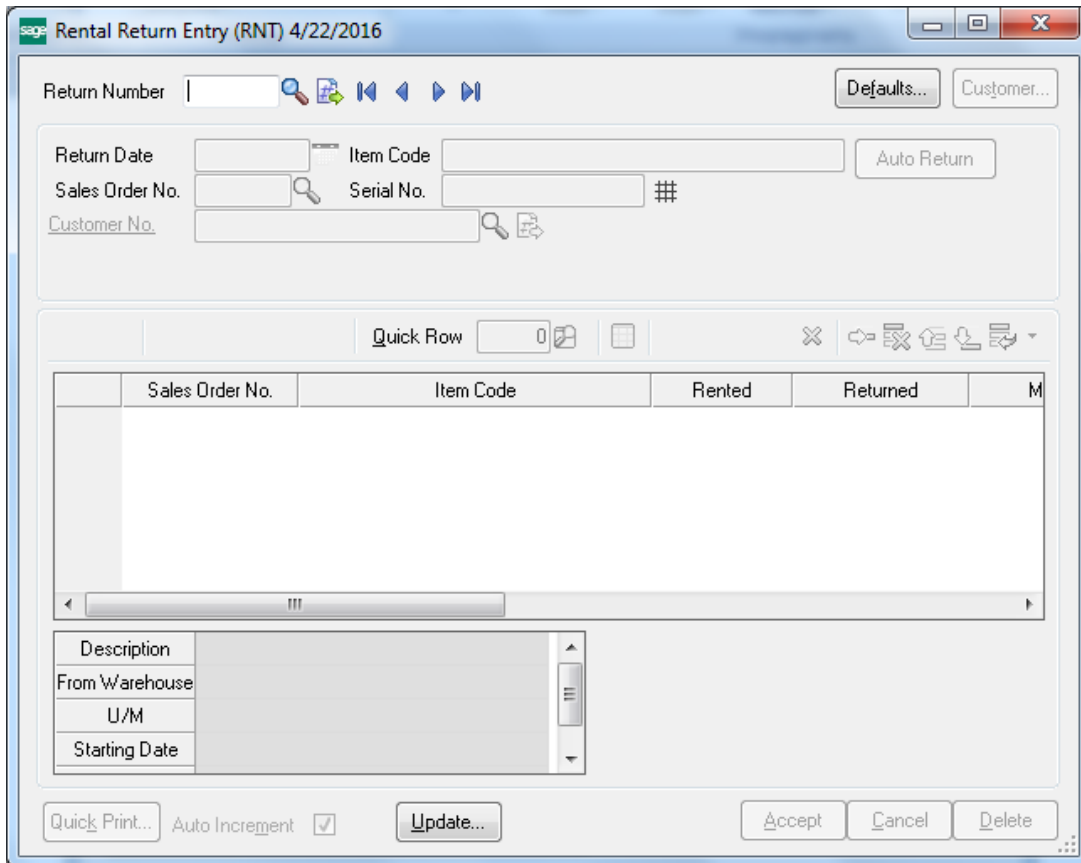 sage Rental Return Entry (RNT) 4/22/2016
Return Number Defaults... Customer...
Return Date Item Code Auto Return
Sales Order No. Serial No.
Customer No.
Quick Row 0
Sales Order No. Item Code Rented Returned M
Description
From Warehouse
U/M
Starting Date
Quick Print... Auto Increment Update... Accept Cancel Delete